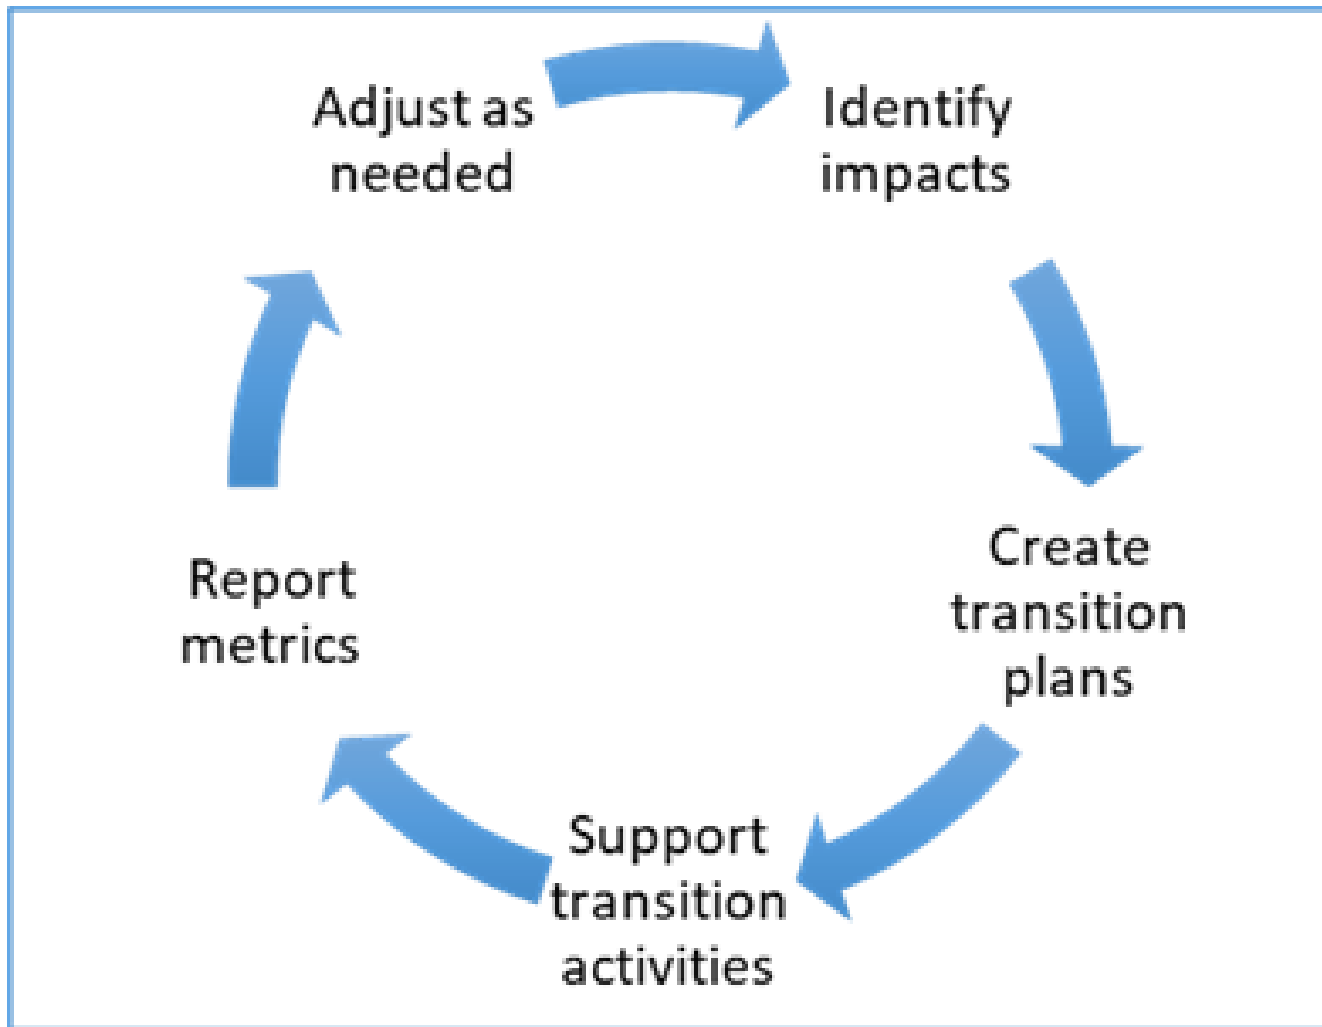 Adjust as
needed
Identify
impacts
Create
transition
plans
Support
transition
activities
Report
metrics